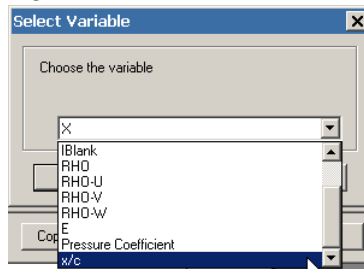 Select Variable
Choose the variable
X
IBlank
RHO
RHO-U
RHO-V
RHO-W
E
Pressure Coefficient
x/c